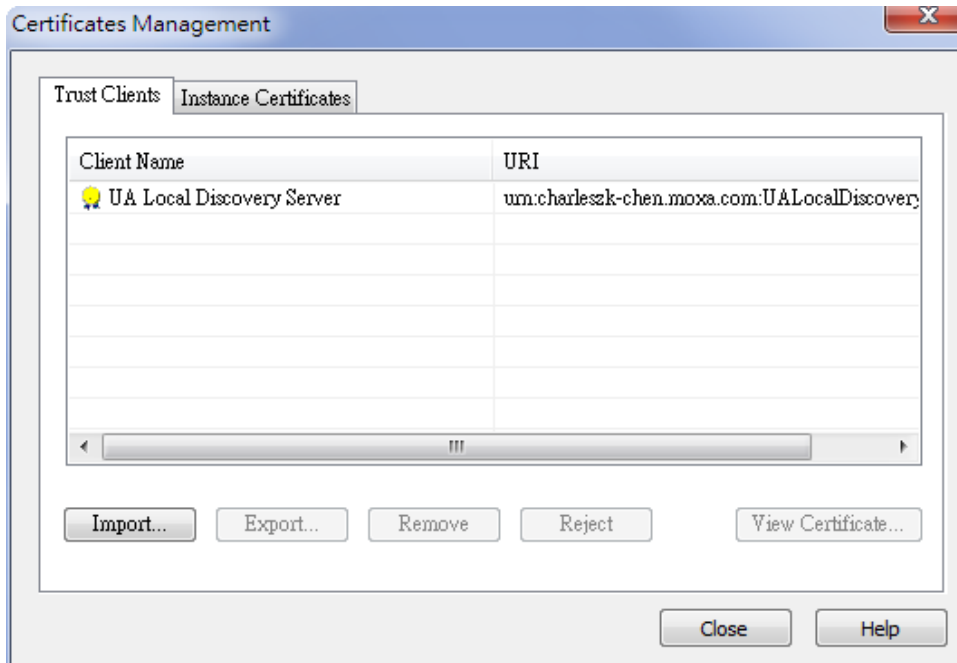 Certificates Management
Trust Clients Instance Certificates
Client Name URI
UA Local Discovery Server urn:charleszk-chen.moxa.com:UALocalDiscovery
Import... Export... Remove Reject View Certificate...
Close Help